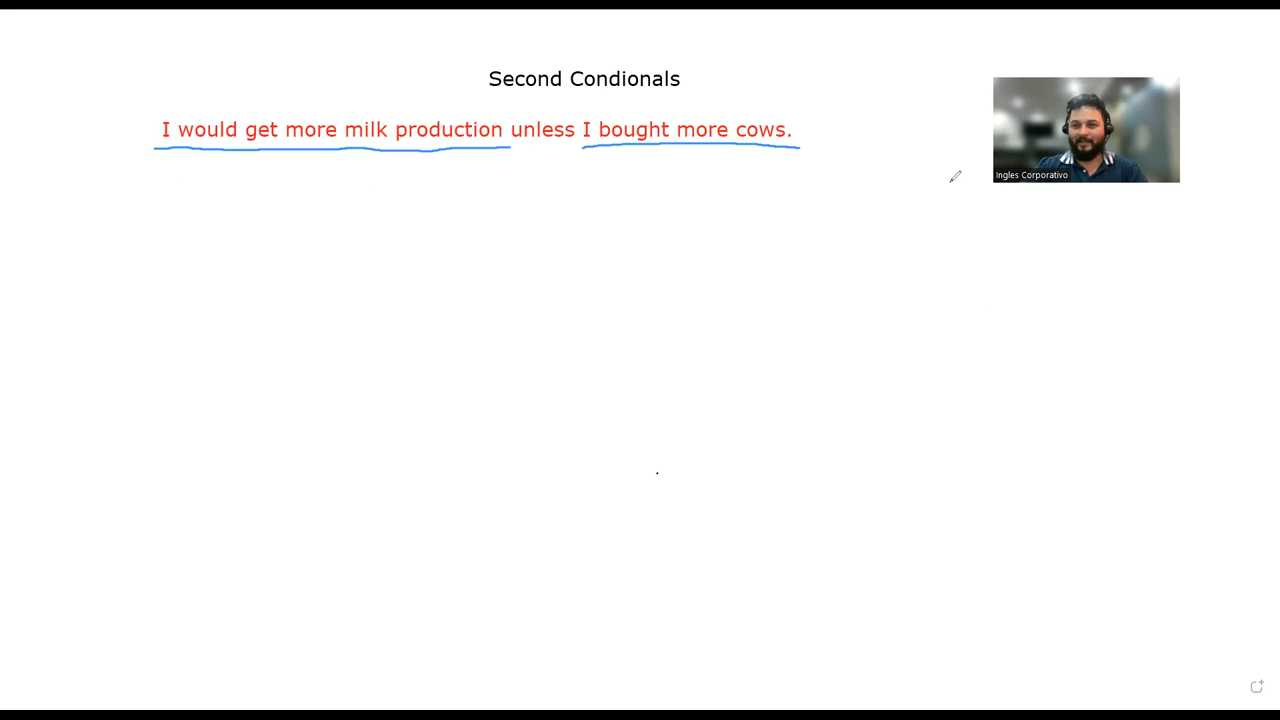 Second Condionals
I would get more milk production unless I bought more cows.
Ingles Corporativo